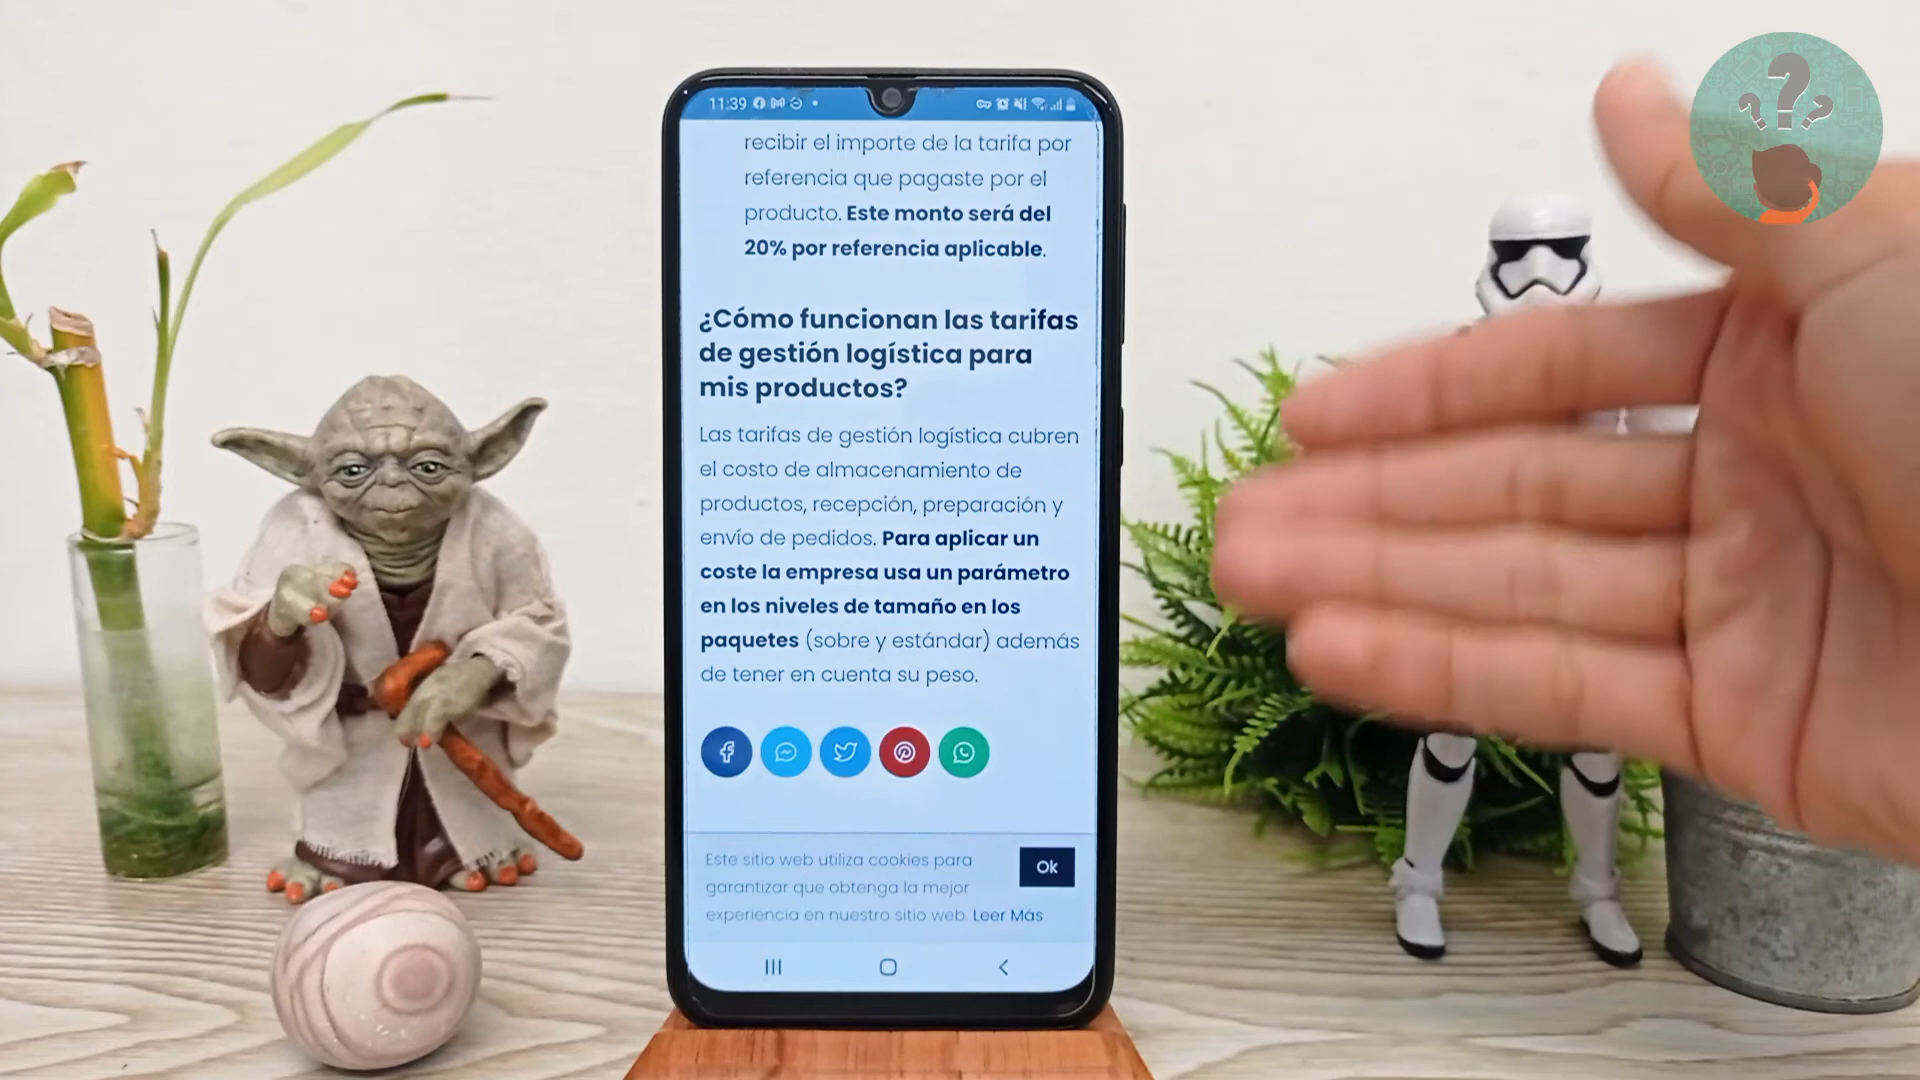 11:39
recibir el importe de la tarifa por
referencia que pagaste por el
producto. Este monto será del
20% por referencia aplicable.
¿Cómo funcionan las tarifas
de gestión logística para
mis productos?
Las tarifas de gestión logística cubren
el costo de almacenamiento de
productos, recepción, preparación y
envío de pedidos. Para aplicar un
coste la empresa usa un parámetro
en los niveles de tamaño en los
paquetes (sobre y estándar) además
de tener en cuenta su peso.
Este sitio web utiliza cookies para
garantizar que obtenga la mejor
experiencia en nuestro sitio web. Leer Más
Ok